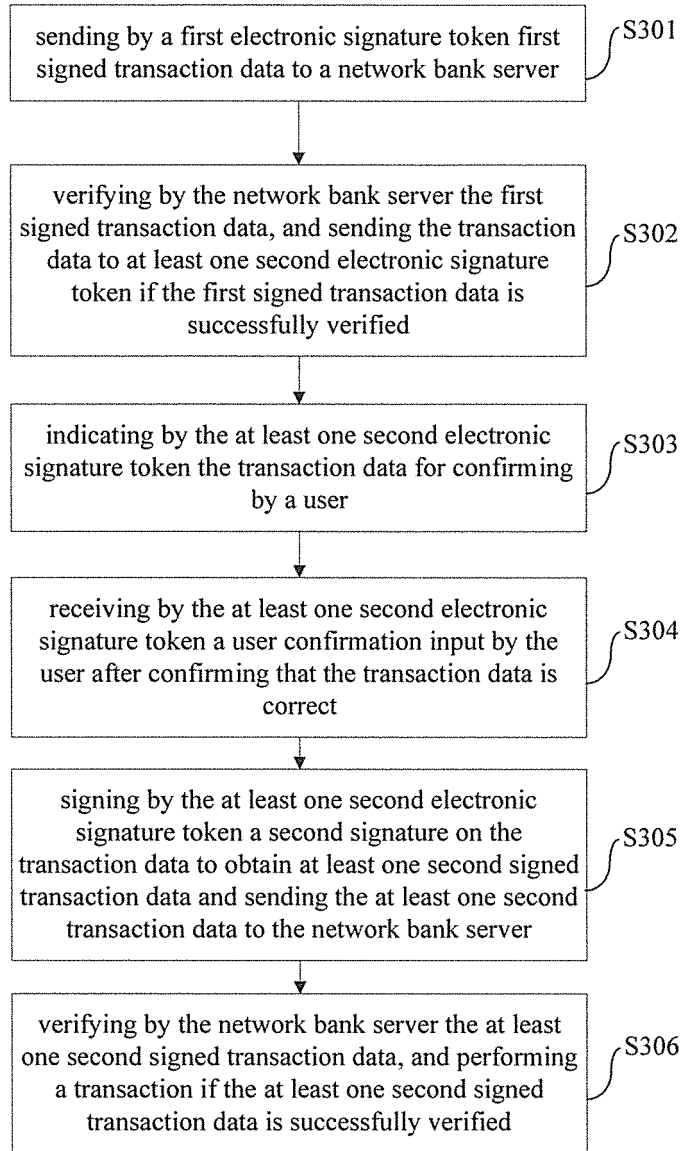 sending by a first electronic signature token first
signed transaction data to a network bank server
S301
verifying by the network bank server the first
signed transaction data, and sending the transaction
data to at least one second electronic signature
token if the first signed transaction data is
successfully verified
S302
indicating by the at least one second electronic
signature token the transaction data for confirming
by a user
S303
receiving by the at least one second electronic
signature token a user confirmation input by the
user after confirming that the transaction data is
correct
S304
signing by the at least one second electronic
signature token a second signature on the
transaction data to obtain at least one second signed
transaction data and sending the at least one second
transaction data to the network bank server
S305
verifying by the network bank server the at least
one second signed transaction data, and performing
a transaction if the at least one second signed
transaction data is successfully verified
S306